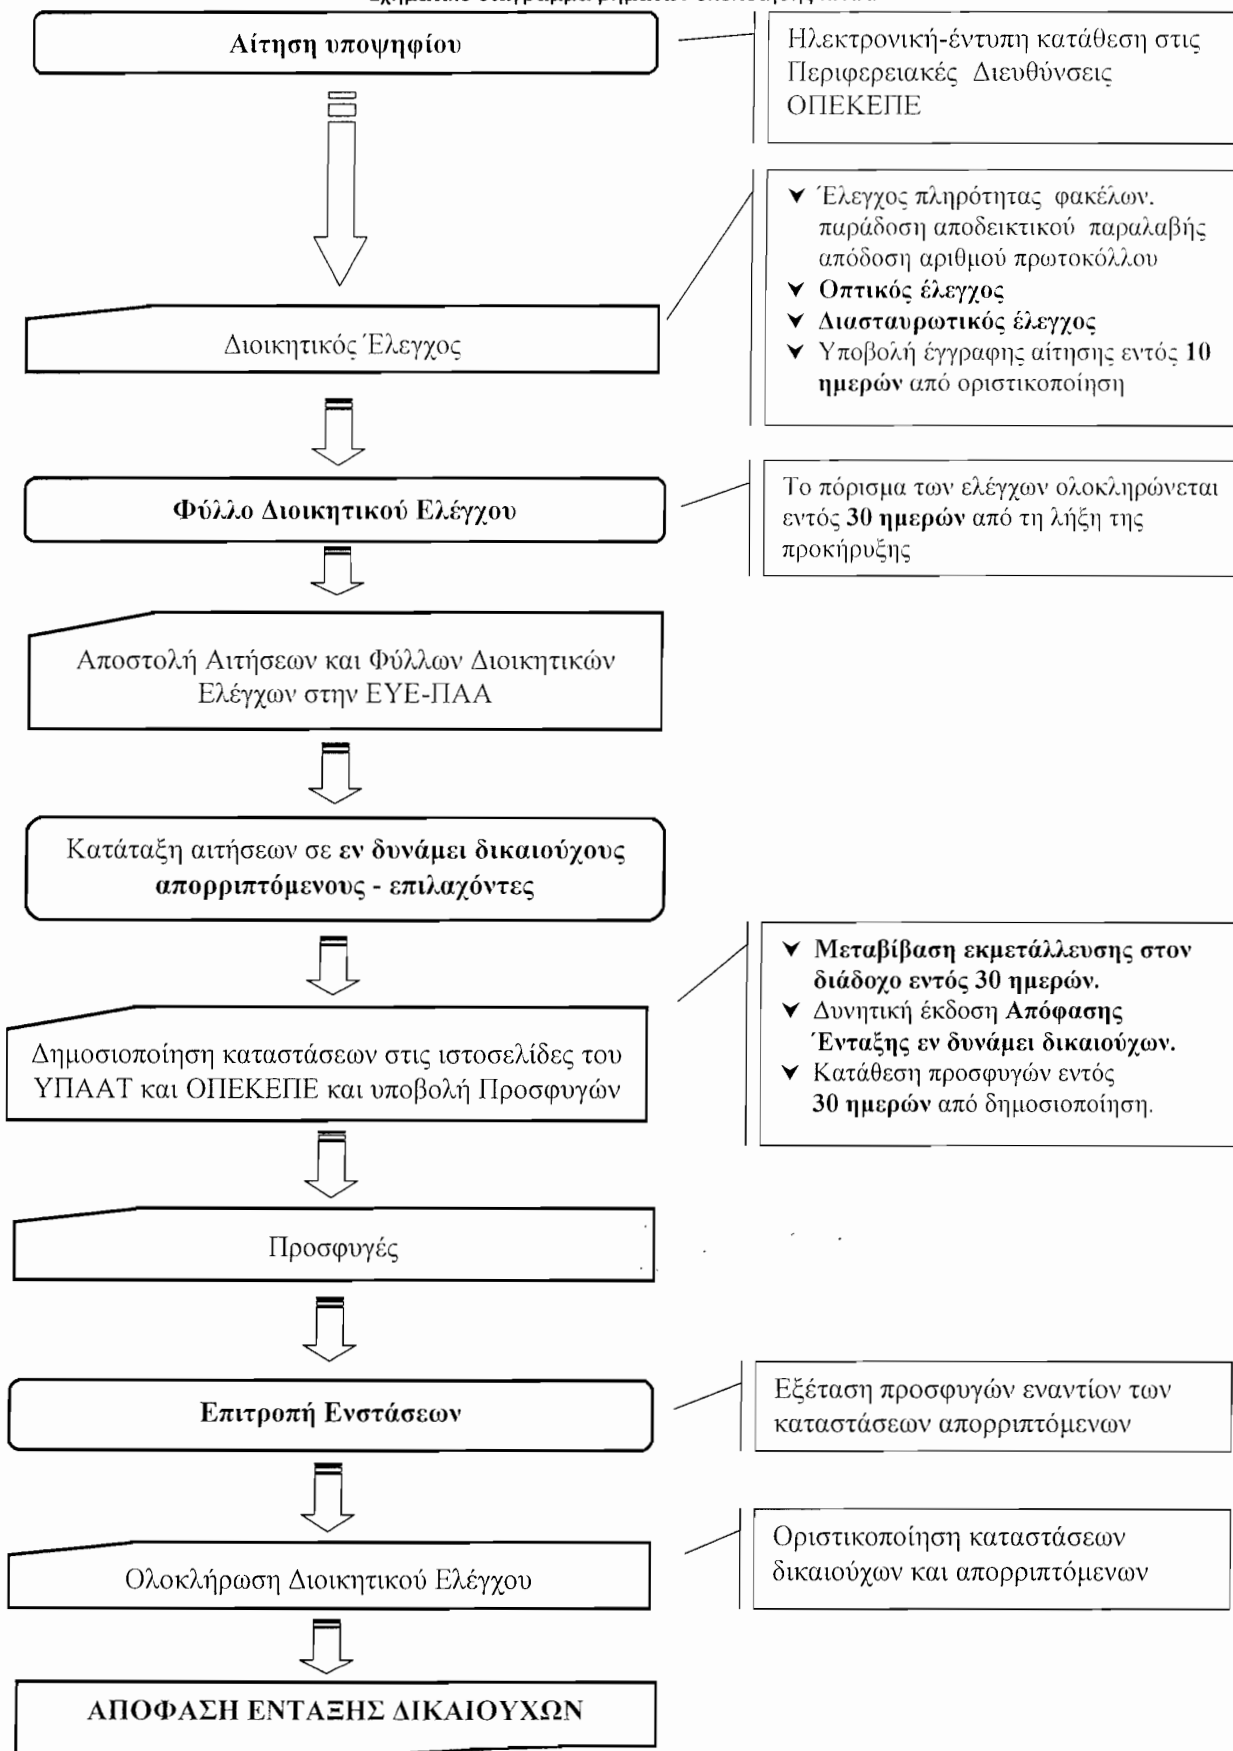 Αίτηση υποψηφίου
Ηλεκτρονική-έντυπη κατάθεση στις
Περιφερειακές Διευθύνσεις
ΟΠΕΚΕΠΕ
Διοικητικός Έλεγχος
Έλεγχος πληρότητας φακέλων.
παράδοση αποδεικτικού παραλαβής
απόδοση αριθμού πρωτοκόλλου
Οπτικός έλεγχος
Διασταυρωτικός έλεγχος
Υποβολή έγγραφης αίτησης εντός 10
ημερών από οριστικοποίηση
Φύλλο Διοικητικού Ελέγχου
Το πόρισμα των ελέγχων ολοκληρώνεται
εντός 30 ημερών από τη λήξη της
προκήρυξης
Αποστολή Αιτήσεων και Φύλλων Διοικητικών
Ελέγχων στην ΕΥΕ-ΠΑΑ
Κατάταξη αιτήσεων σε εν δυνάμει δικαιούχους
απορριπτόμενους - επιλαχόντες
Δημοσιοποίηση καταστάσεων στις ιστοσελίδες του
ΥΠΑΑΤ και ΟΠΕΚΕΠΕ και υποβολή Προσφυγών
Μεταβίβαση εκμετάλλευσης στον
διάδοχο εντός 30 ημερών.
Δυνητική έκδοση Απόφασης
Ένταξης εν δυνάμει δικαιούχων.
Κατάθεση προσφυγών εντός
30 ημερών από δημοσιοποίηση.
Προσφυγές
Επιτροπή Ενστάσεων
Εξέταση προσφυγών εναντίον των
καταστάσεων απορριπτόμενων
Ολοκλήρωση Διοικητικού Ελέγχου
Οριστικοποίηση καταστάσεων
δικαιούχων και απορριπτόμενων
ΑΠΟΦΑΣΗ ΕΝΤΑΞΗΣ ΔΙΚΑΙΟΥΧΩΝ